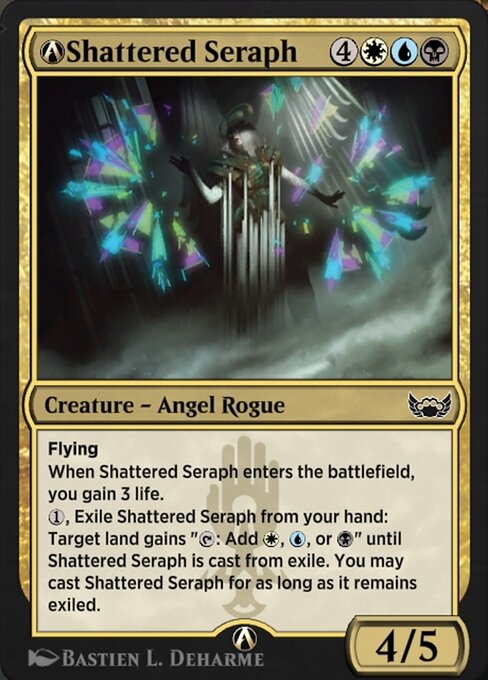 Shattered Seraph 4
Creature – Angel Rogue
Flying
When Shattered Seraph enters the battlefield,
you gain 3 life.
1, Exile Shattered Seraph from your hand:
Target land gains ": Add , , or " until
Shattered Seraph is cast from exile. You may
cast Shattered Seraph for as long as it remains
exiled.
4/5
Bastien L. Deharme